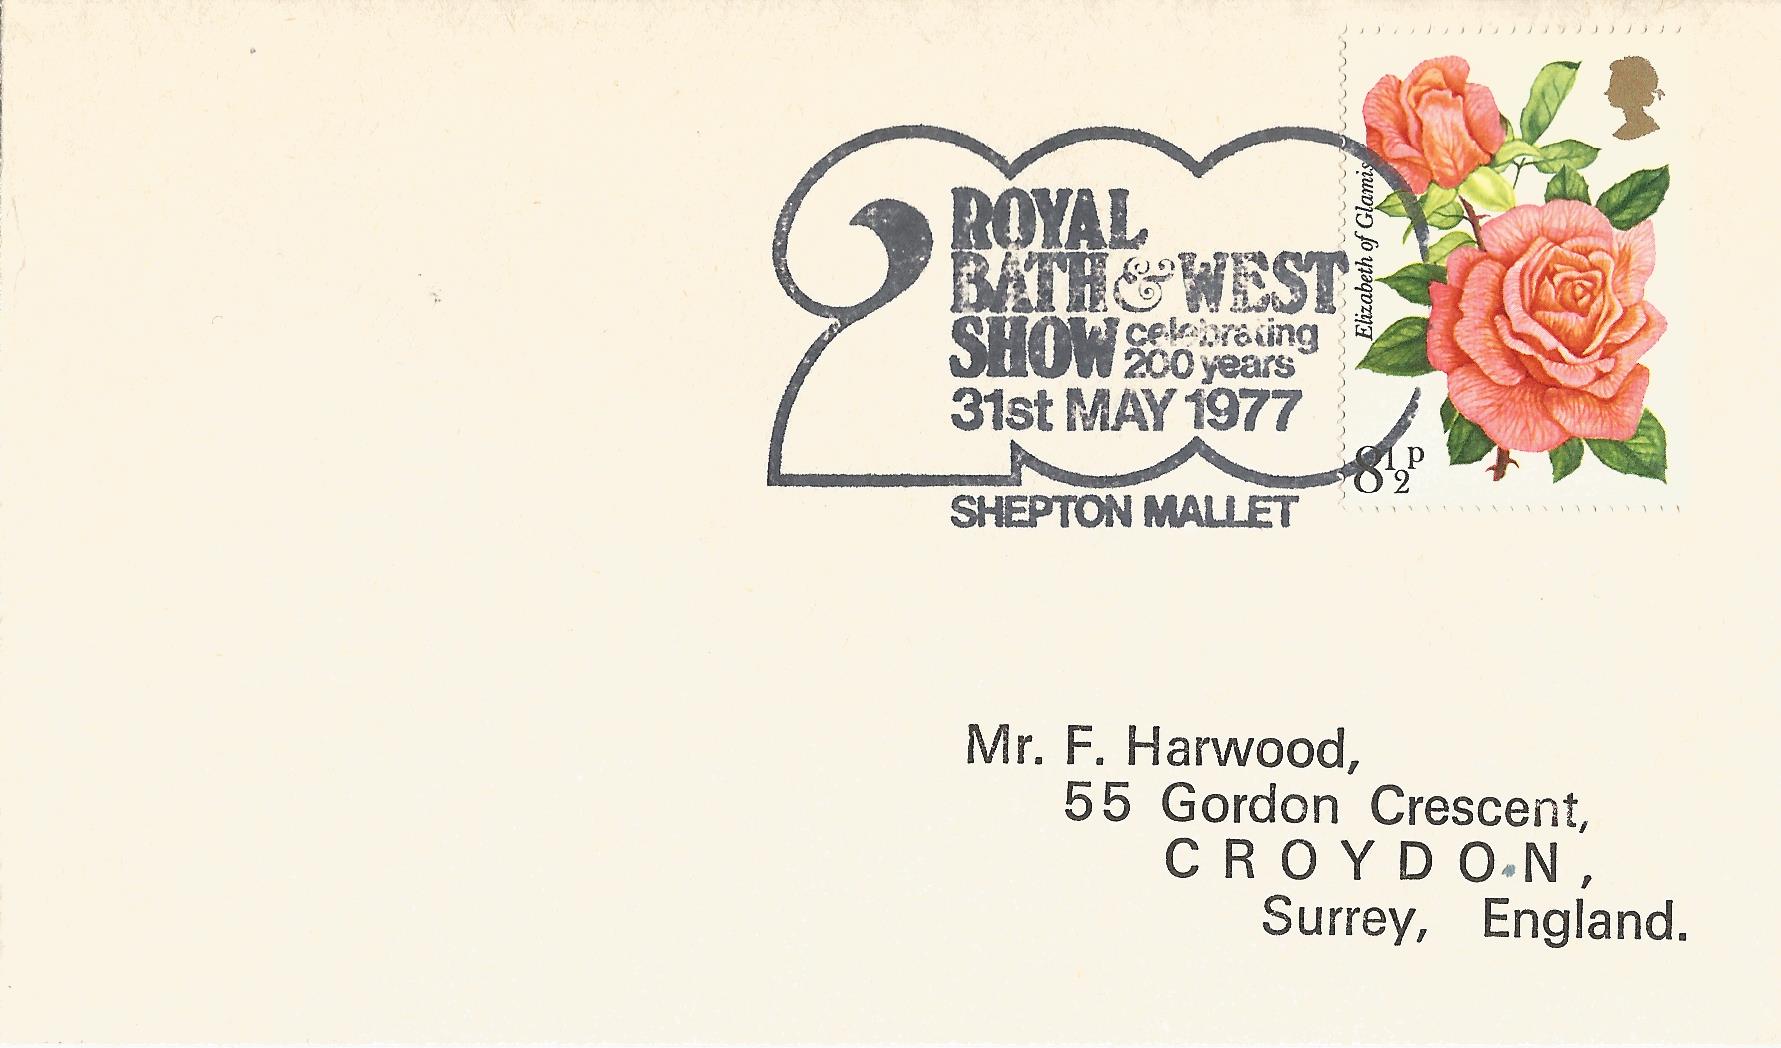 ROYAL
BATH & WEST
SHOW celebrating
200 years
31st MAY 1977
SHEPTON MALLET
Elizabeth of Glamis
8½p
Mr. F. Harwood,
55 Gordon Crescent,
CROYDON,
Surrey, England.